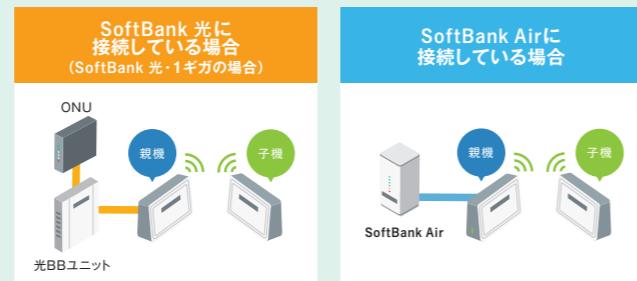 SoftBank 光に
接続している場合
(SoftBank 光・1ギガの場合)
ONU
親機
子機
光BBユニット
SoftBank Airに
接続している場合
親機
子機
SoftBank Air